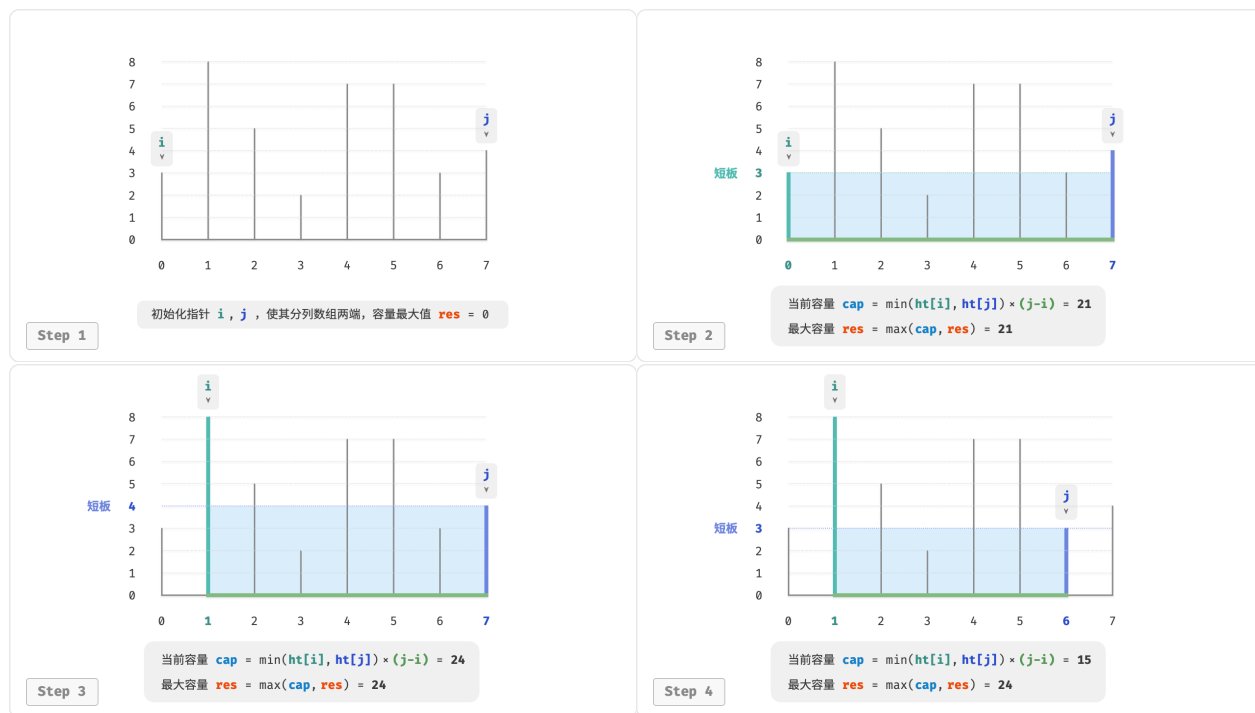 8
7
6
5
4
3
2
1
0
i
j
0 1 2 3 4 5 6 7
初始化指针 i , j ，使其分列数组两端，容量最大值 res = 0
Step 1
8
7
6
5
4
短板 3
2
1
0
i
j
0 1 2 3 4 5 6 7
当前容量 cap = min(ht[i], ht[j]) × (j-i) = 21
最大容量 res = max(cap, res) = 21
Step 2
i
8
7
6
5
短板 4
3
2
1
0
j
0 1 2 3 4 5 6 7
当前容量 cap = min(ht[i], ht[j]) × (j-i) = 24
最大容量 res = max(cap, res) = 24
Step 3
i
8
7
6
5
4
短板 3
2
1
0
j
0 1 2 3 4 5 6 7
当前容量 cap = min(ht[i], ht[j]) × (j-i) = 15
最大容量 res = max(cap, res) = 24
Step 4